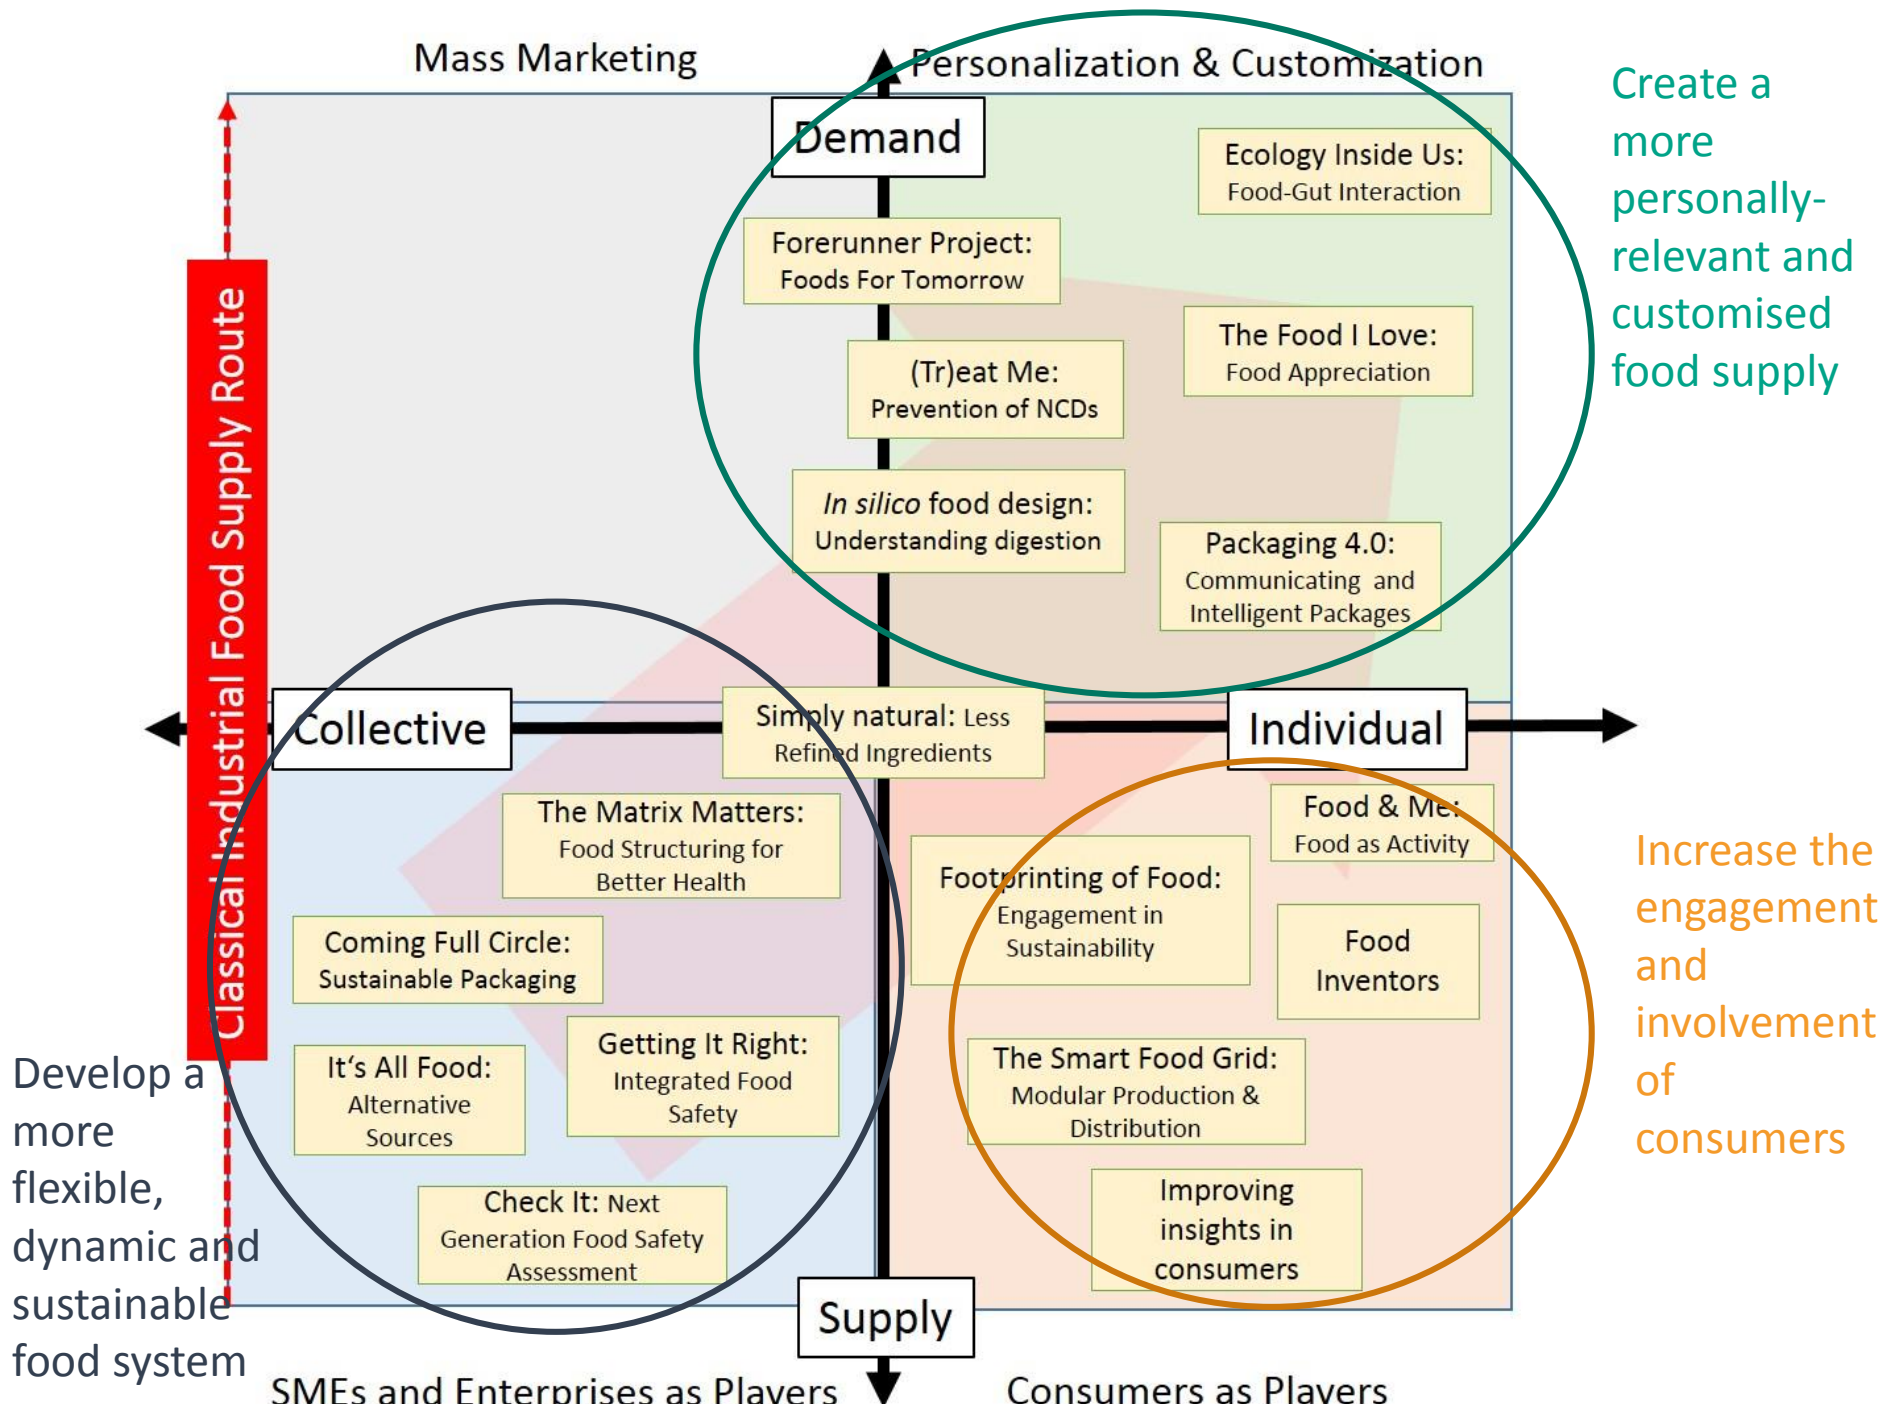 Mass Marketing
Personalization & Customization
Demand
Ecology Inside Us:
Food-Gut Interaction
Forerunner Project:
Foods For Tomorrow
The Food I Love:
Food Appreciation
(Tr)eat Me:
Prevention of NCDs
In silico food design:
Understanding digestion
Packaging 4.0:
Communicating and
Intelligent Packages
Create a
more
personally-
relevant and
customised
food supply
Classical Industrial Food Supply Route
Collective
Simply natural: Less
Refined Ingredients
Individual
The Matrix Matters:
Food Structuring for
Better Health
Coming Full Circle:
Sustainable Packaging
It's All Food:
Alternative
Sources
Getting It Right:
Integrated Food
Safety
Check It: Next
Generation Food Safety
Assessment
Food & Me:
Food as Activity
Footprinting of Food:
Engagement in
Sustainability
Food
Inventors
The Smart Food Grid:
Modular Production &
Distribution
Improving
insights in
consumers
Increase the
engagement
and
involvement
of
consumers
Develop a
more
flexible,
dynamic and
sustainable
food system
Supply
SMEs and Enterprises as Players
Consumers as Players